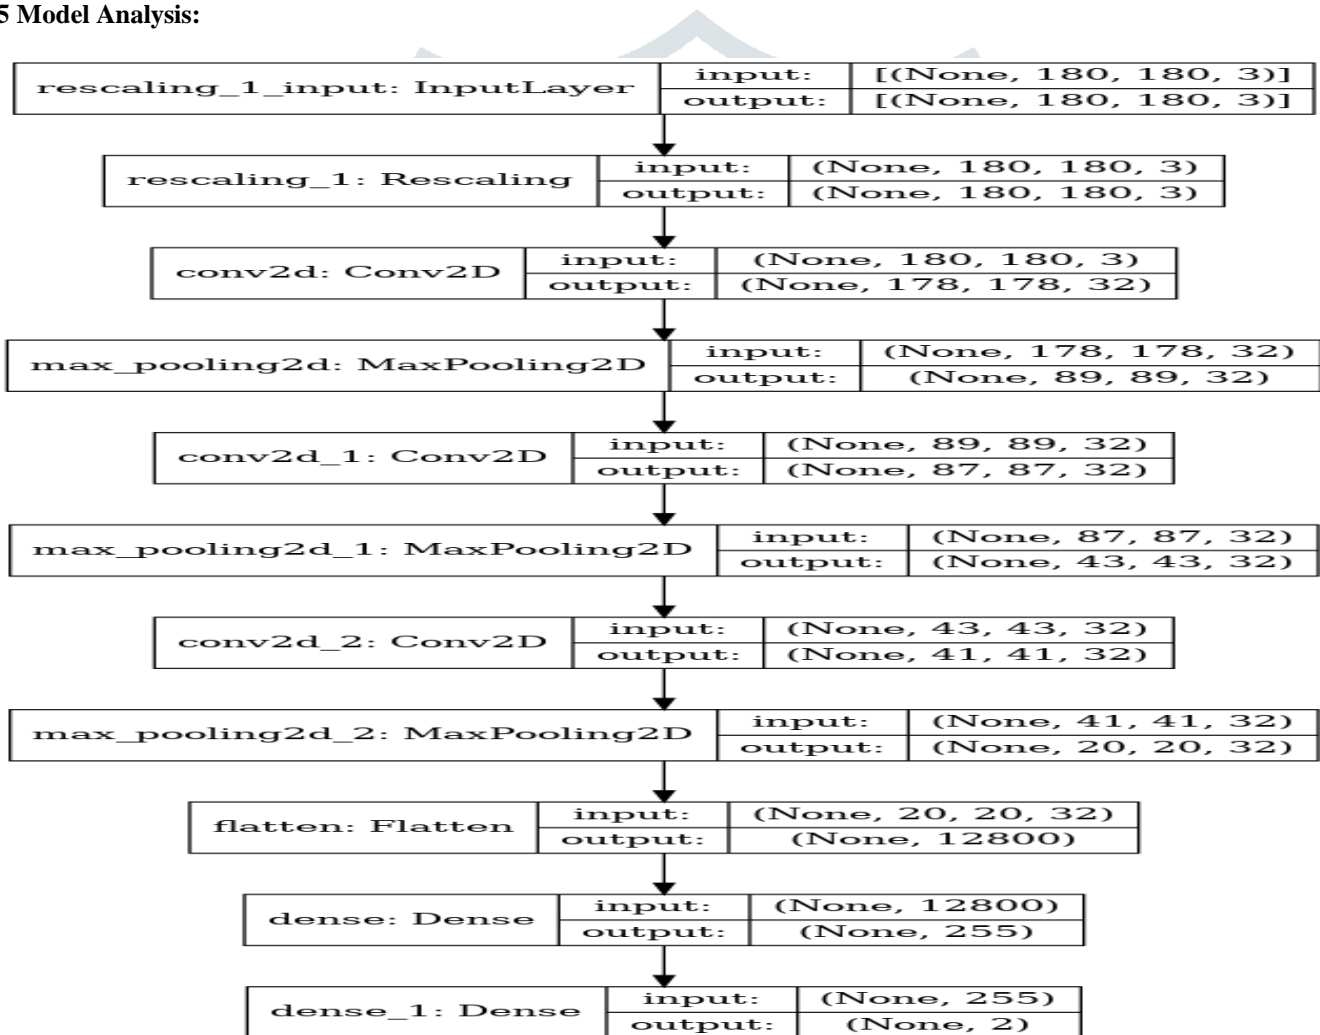 5 Model Analysis:
rescaling_1_input: InputLayer
input: [(None, 180, 180, 3)]
output: [(None, 180, 180, 3)]
rescaling_1: Rescaling
input: (None, 180, 180, 3)
output: (None, 180, 180, 3)
conv2d: Conv2D
input: (None, 180, 180, 3)
output: (None, 178, 178, 32)
max_pooling2d: MaxPooling2D
input: (None, 178, 178, 32)
output: (None, 89, 89, 32)
conv2d_1: Conv2D
input: (None, 89, 89, 32)
output: (None, 87, 87, 32)
max_pooling2d_1: MaxPooling2D
input: (None, 87, 87, 32)
output: (None, 43, 43, 32)
conv2d_2: Conv2D
input: (None, 43, 43, 32)
output: (None, 41, 41, 32)
max_pooling2d_2: MaxPooling2D
input: (None, 41, 41, 32)
output: (None, 20, 20, 32)
flatten: Flatten
input: (None, 20, 20, 32)
output: (None, 12800)
dense: Dense
input: (None, 12800)
output: (None, 255)
dense_1: Dense
input: (None, 255)
output: (None, 2)